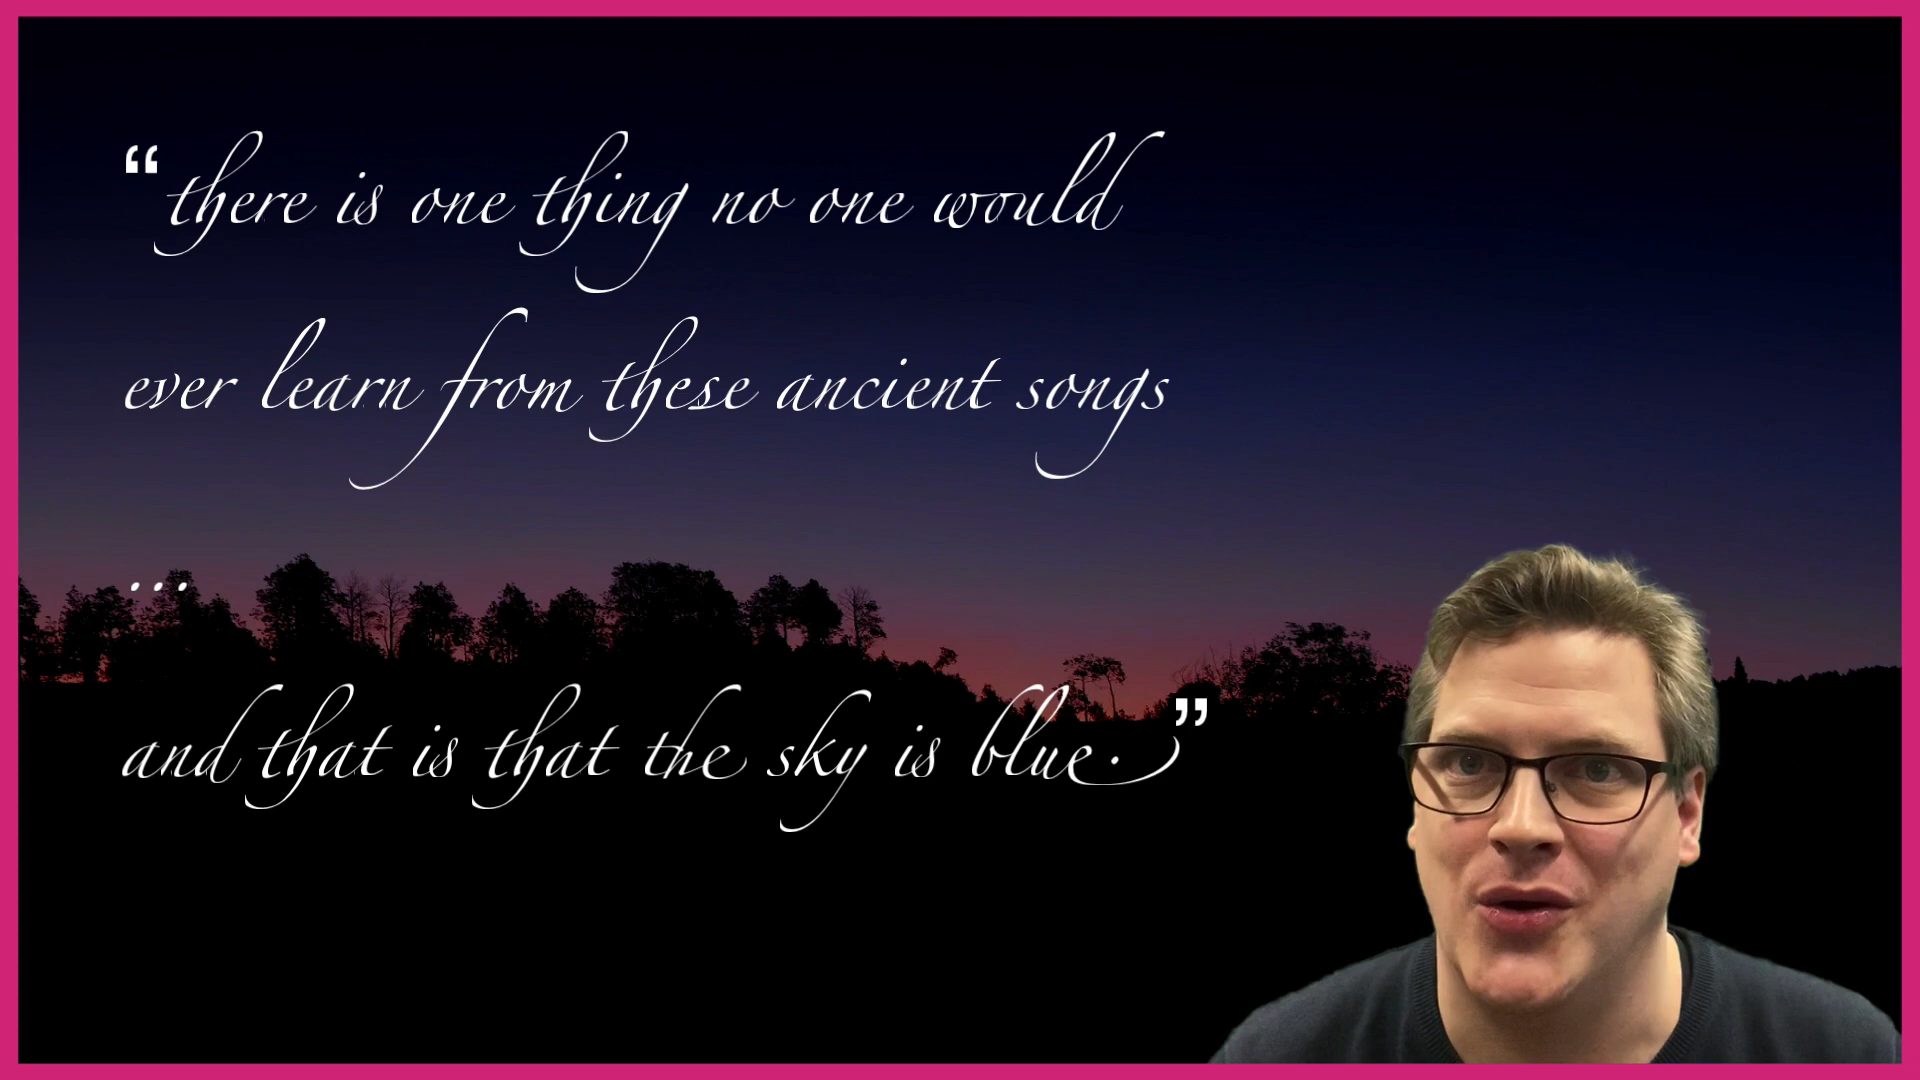 “there is one thing no one would
ever learn from these ancient songs
...
and that is that the sky is blue.”